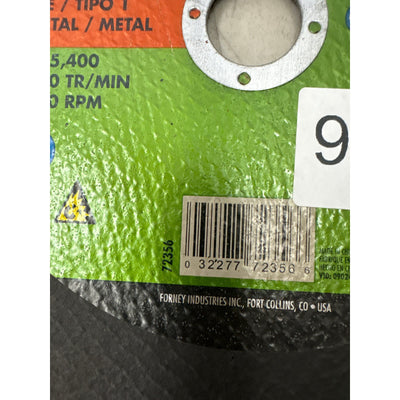 / TIPO 1
TAL / METAL
5,400
0 TR/MIN
0 RPM
9
72356
0 32277 72356 6
FORNEY INDUSTRIES INC., FORT COLLINS, CO • USA